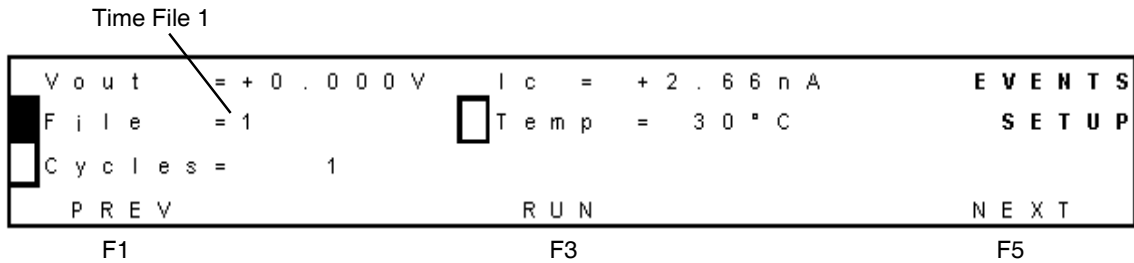 Time File 1
Vout =+0.000V Ic = +2.66nA EVENTS
File =1 Temp = 30°C SETUP
Cycles= 1
PREV RUN NEXT
F1 F3 F5